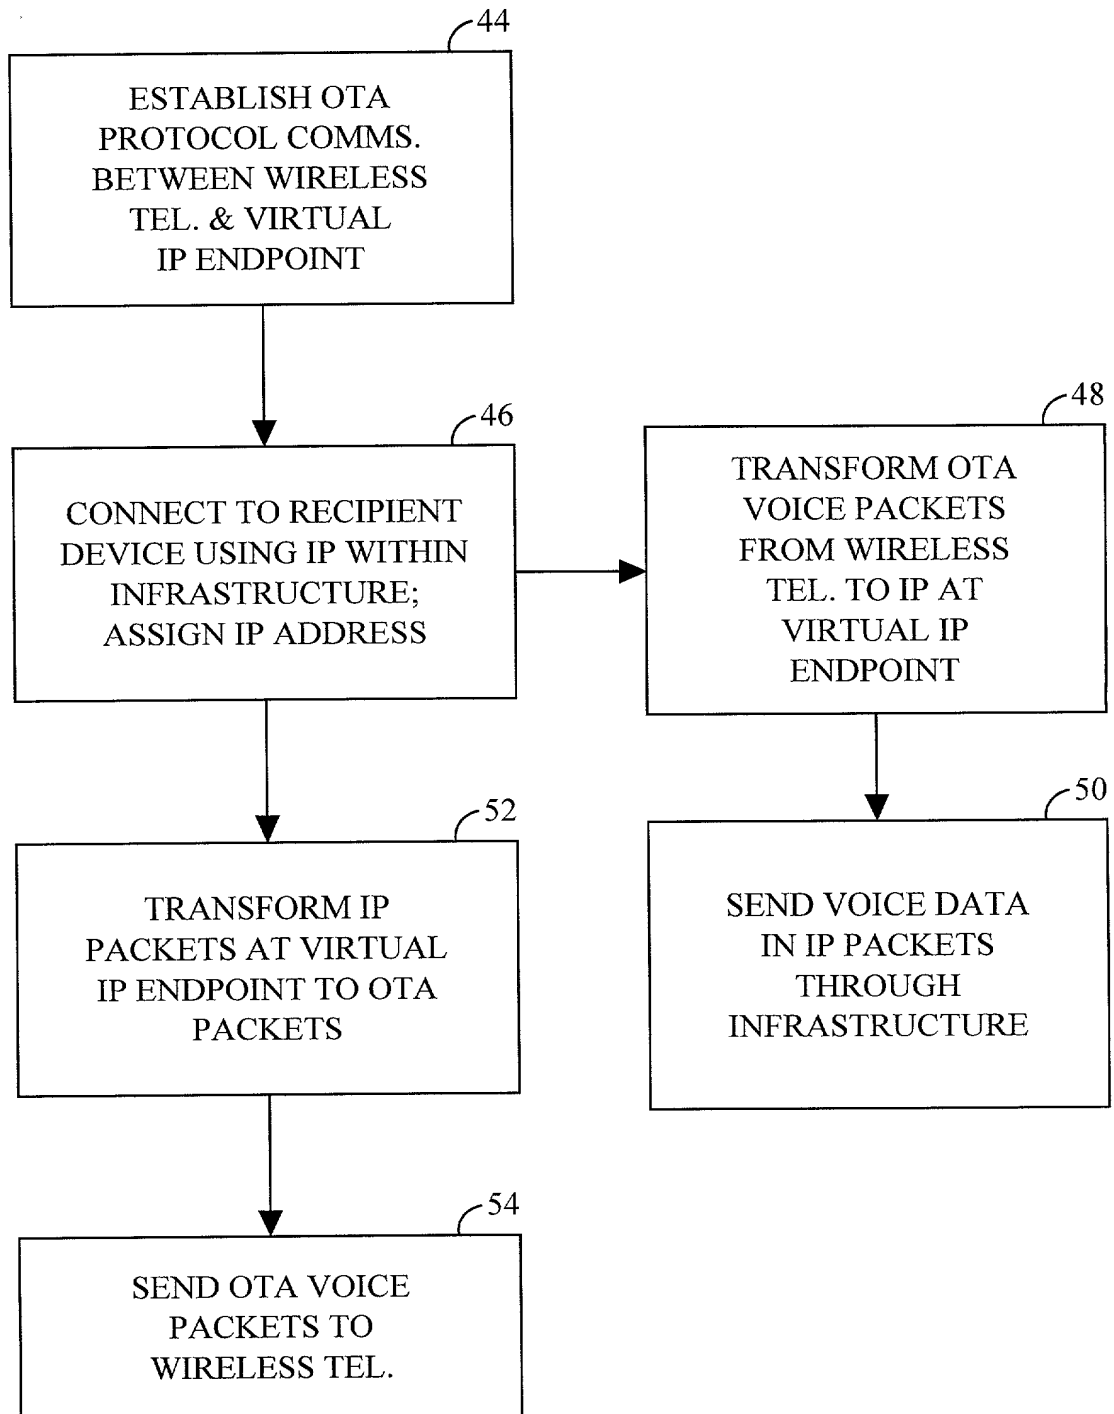 44
ESTABLISH OTA
PROTOCOL COMMS.
BETWEEN WIRELESS
TEL. & VIRTUAL
IP ENDPOINT
46
CONNECT TO RECIPIENT
DEVICE USING IP WITHIN
INFRASTRUCTURE;
ASSIGN IP ADDRESS
48
TRANSFORM OTA
VOICE PACKETS
FROM WIRELESS
TEL. TO IP AT
VIRTUAL IP
ENDPOINT
50
SEND VOICE DATA
IN IP PACKETS
THROUGH
INFRASTRUCTURE
52
TRANSFORM IP
PACKETS AT VIRTUAL
IP ENDPOINT TO OTA
PACKETS
54
SEND OTA VOICE
PACKETS TO
WIRELESS TEL.